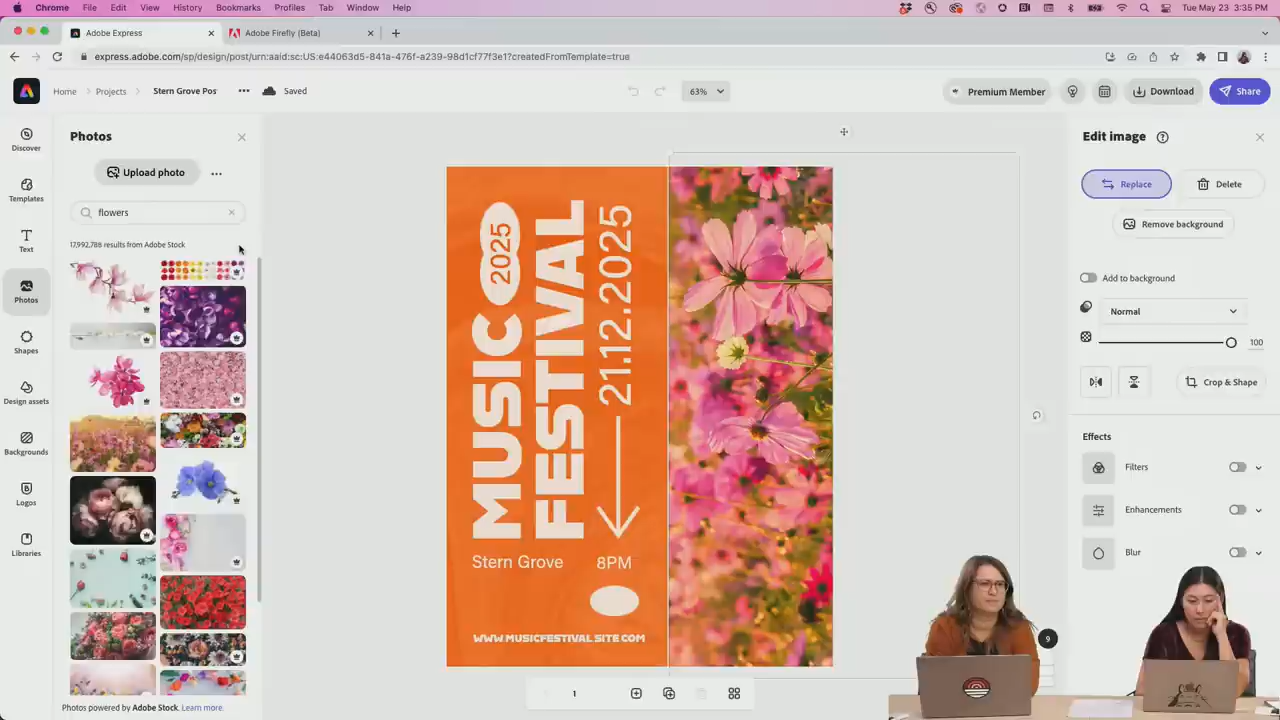 Chrome File Edit View History Bookmarks Profiles Tab Window Help
Tue May 23 3:35 PM
Adobe Express
Adobe Firefly (Beta)
express.adobe.com/sp/design/post/urn:aaid:sc:US:e44063d5-841a-476f-a239-98d1cf77f3e1?createdFromTemplate=true
Home Projects Stern Grove Pos Saved
63%
Premium Member
Download
Share
Discover
Templates
Text
Photos
Shapes
Design assets
Backgrounds
Logos
Libraries
Photos
Upload photo
flowers
17,992,788 results from Adobe Stock
Photos powered by Adobe Stock. Learn more.
MUSIC 2025
FESTIVAL
21.12.2025
Stern Grove 8PM
WWW.MUSICFESTIVALSITE.COM
1
Edit image
Replace
Delete
Remove background
Add to background
Normal
100
Crop & Shape
Effects
Filters
Enhancements
Blur
9